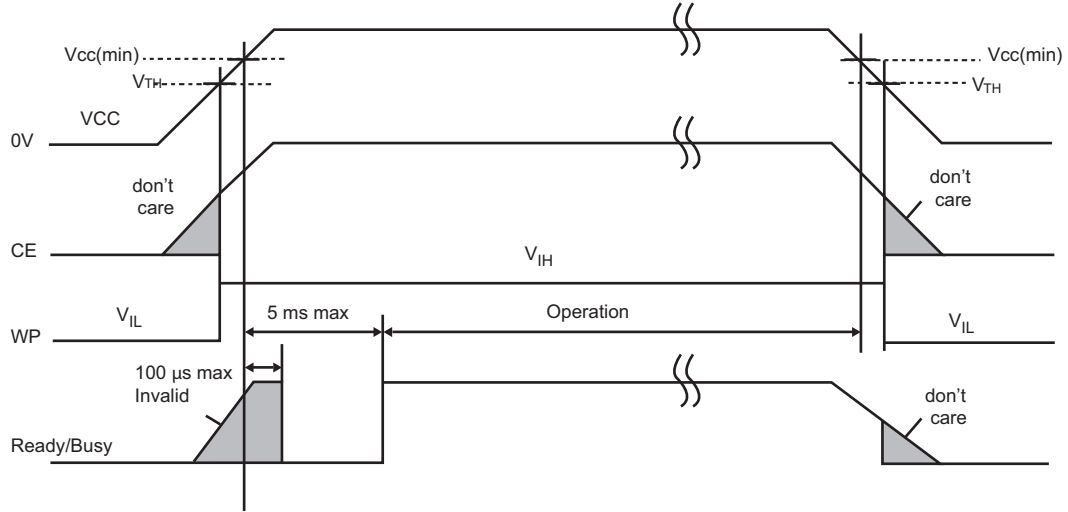 Vcc(min)
Vcc(min)
VTH
VTH
VCC
0V
don't
care
don't
care
CE
VIH
VIL
5 ms max
Operation
VIL
WP
100 µs max
Invalid
don't
care
Ready/Busy